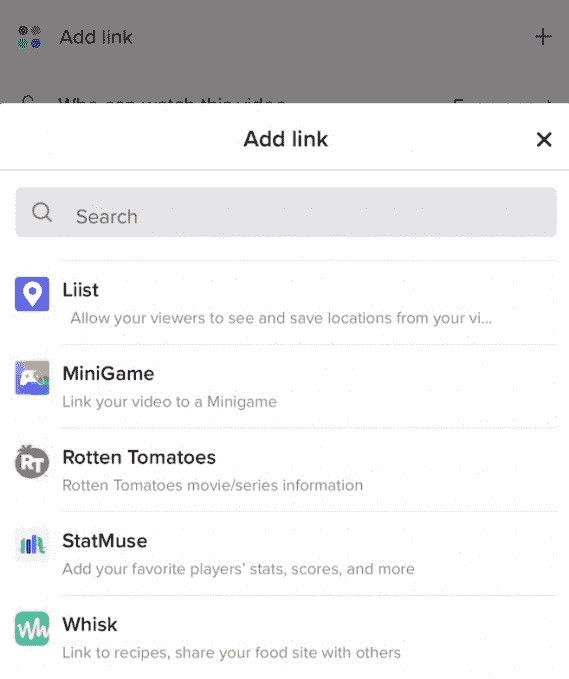 Add link
Who can watch this video
Add link
Search
Liist
Allow your viewers to see and save locations from your vi...
MiniGame
Link your video to a Minigame
RT
Rotten Tomatoes
Rotten Tomatoes movie/series information
StatMuse
Add your favorite players' stats, scores, and more
Wh
Whisk
Link to recipes, share your food site with others